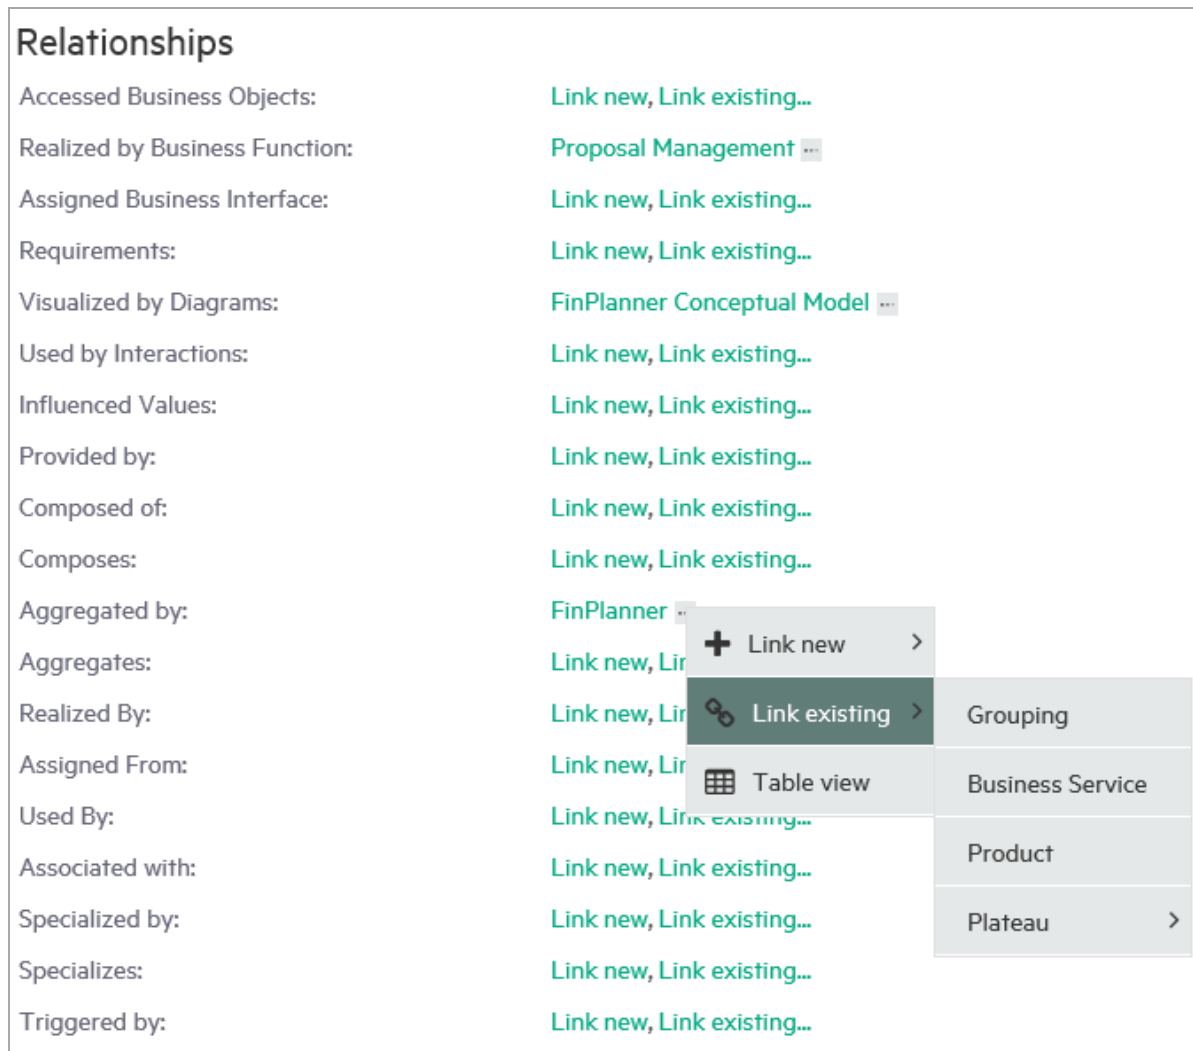 Relationships
Accessed Business Objects: Link new, Link existing...
Realized by Business Function: Proposal Management ...
Assigned Business Interface: Link new, Link existing...
Requirements: Link new, Link existing...
Visualized by Diagrams: FinPlanner Conceptual Model ...
Used by Interactions: Link new, Link existing...
Influenced Values: Link new, Link existing...
Provided by: Link new, Link existing...
Composed of: Link new, Link existing...
Composes: Link new, Link existing...
Aggregated by: FinPlanner
Link new
Aggregates: Link new,
Realized By: Link new,
Link existing
Grouping
Assigned From: Link new,
Table view
Business Service
Used By: Link new, Link existing...
Product
Associated with: Link new, Link existing...
Specialized by: Link new, Link existing...
Plateau
Specializes: Link new, Link existing...
Triggered by: Link new, Link existing...